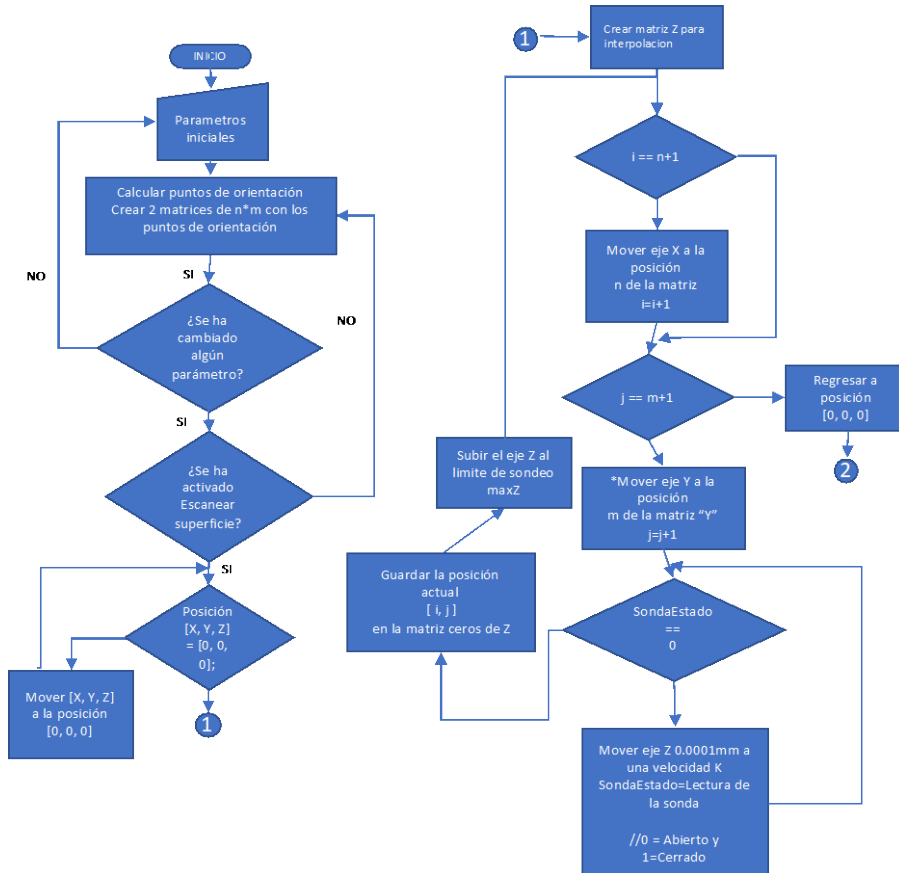 INICIO
Parametros
iniciales
Calcular puntos de orientación
Crear 2 matrices de n*m con los
puntos de orientación
SI
NO
¿Se ha
cambiado
algún
parámetro?
NO
SI
¿Se ha
activado
Escanear
superficie?
SI
Posición
[X, Y, Z]
= [0, 0,
0];
Mover [X, Y, Z]
a la posición
[0, 0, 0]
1
1
Crear matriz Z para
interpolacion
i == n+1
Mover eje X a la
posición
n de la matriz
i=i+1
j == m+1
Regresar a
posición
[0, 0, 0]
2
*Mover eje Y a la
posición
m de la matriz “Y”
j=j+1
SondaEstado
==
0
Subir el eje Z al
limite de sondeo
maxZ
Guardar la posición
actual
[ i, j ]
en la matriz ceros de Z
Mover eje Z 0.0001mm a
una velocidad K
SondaEstado=Lectura de
la sonda
//0 = Abierto y
1=Cerrado